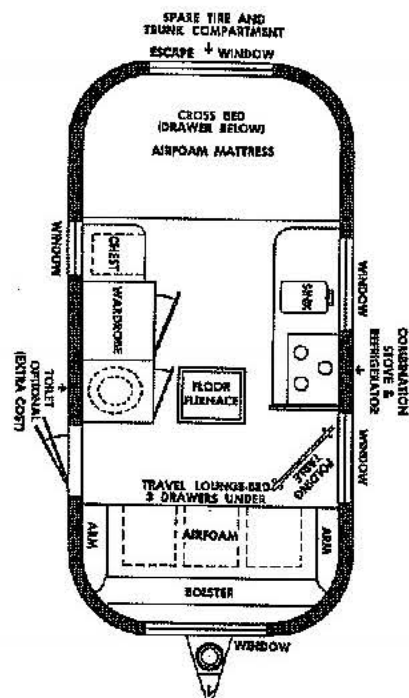 SPARE TIRE AND
TRUNK COMPARTMENT
ESCAPE WINDOW
CROSS BED
(DRAWER BELOW)
AIRFOAM MATTRESS
WINDOW
CHEST
WARDROBE
TOILET
OPTIONAL
(EXTRA COST)
SINK
WINDOW
COMBINATION
STOVE &
REFRIGERATOR
FLOOR
FURNACE
WINDOW
FOLDING
TABLE
TRAVEL LOUNGE-BED
3 DRAWERS UNDER
ARM
AIRFOAM
ARM
BOLSTER
WINDOW